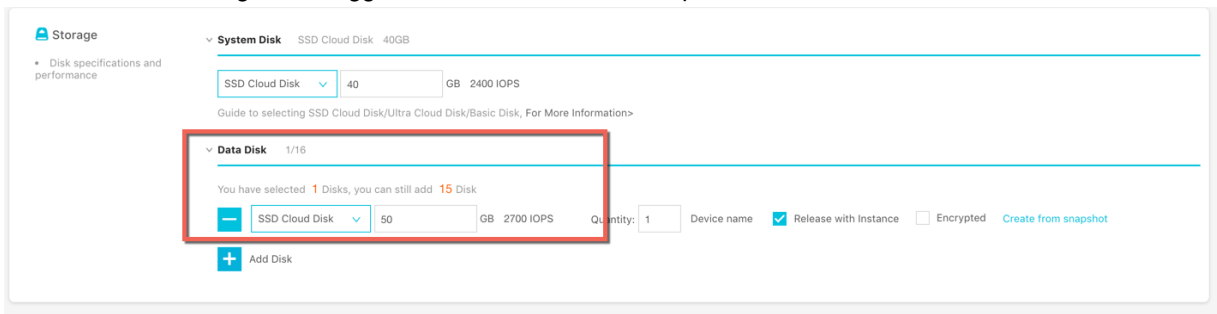 Storage
• Disk specifications and
performance
System Disk SSD Cloud Disk 40GB
SSD Cloud Disk 40 GB 2400 IOPS
Guide to selecting SSD Cloud Disk/Ultra Cloud Disk/Basic Disk, For More Information>
Data Disk 1/16
You have selected 1 Disks, you can still add 15 Disk
SSD Cloud Disk 50 GB 2700 IOPS Quantity: 1 Device name Release with Instance Encrypted Create from snapshot
Add Disk